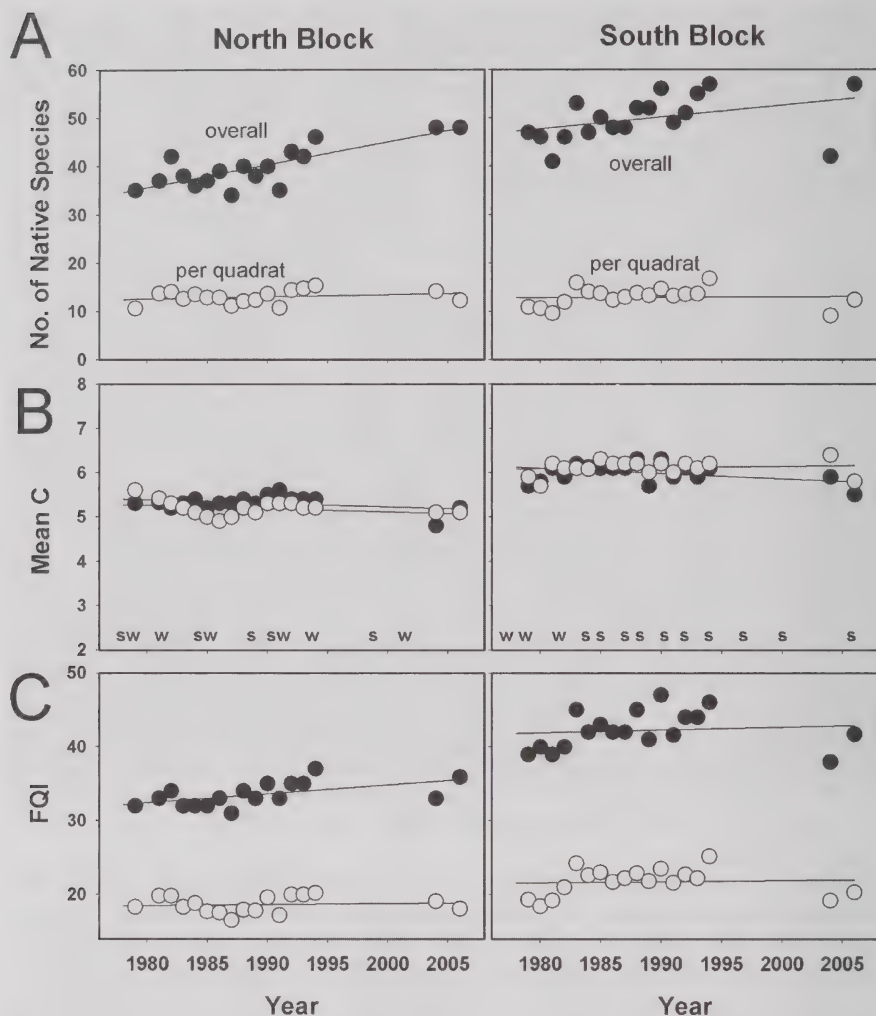 A
North Block
South Block
No. of Native Species
60
50
40
30
20
10
0
overall
per quadrat
overall
per quadrat
B
Mean C
8
7
6
5
4
3
2
sw w sw s sw w s w
w w w s s s s s s s s s s
C
FQI
50
40
30
20
1980 1985 1990 1995 2000 2005
1980 1985 1990 1995 2000 2005
Year
Year